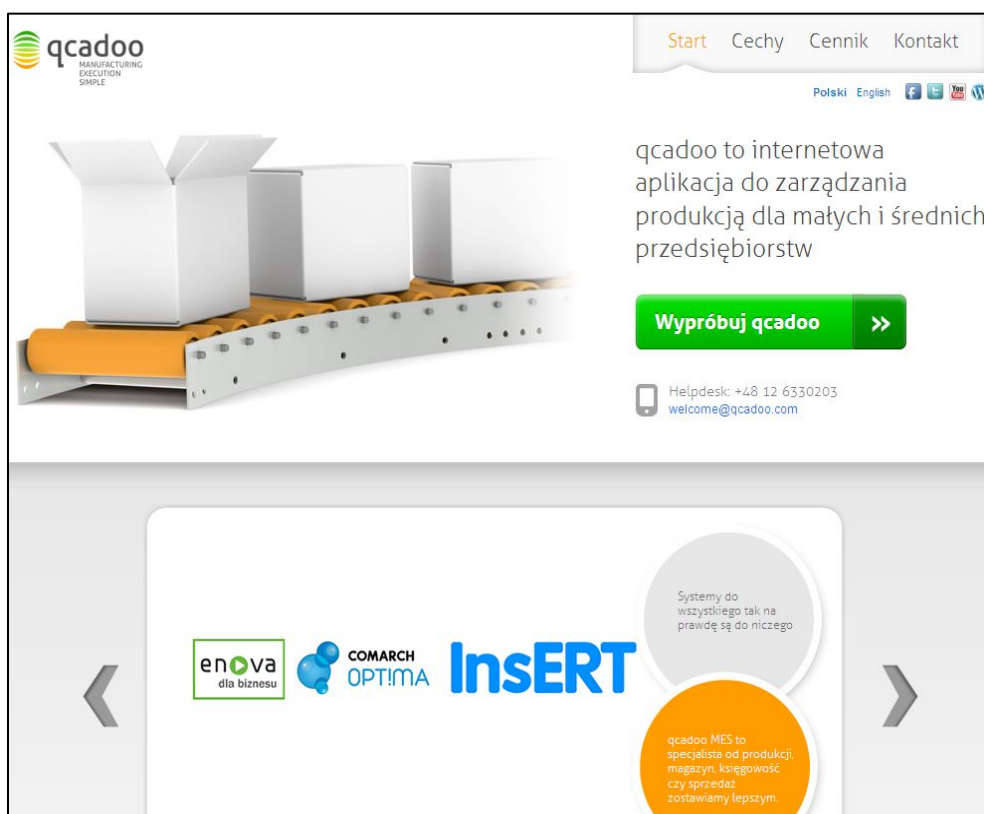 qcadoo
MANUFACTURING
EXECUTION
SIMPLE
Start Cechy Cennik Kontakt
Polski English
You
qcadoo to internetowa
aplikacja do zarządzania
produkcją dla małych i średnich
przedsiębiorstw
Wypróbuj qcadoo »
Helpdesk: +48 12 6330203
welcome@qcadoo.com
Systemy do
wszystkiego tak na
prawdę są do niczego
enova
dla biznesu
COMARCH
OPT!MA
InsERT
qcadoo MES to
specjalista od produkcji,
magazyn, księgowość
czy sprzedaż
zostawiamy lepszym.